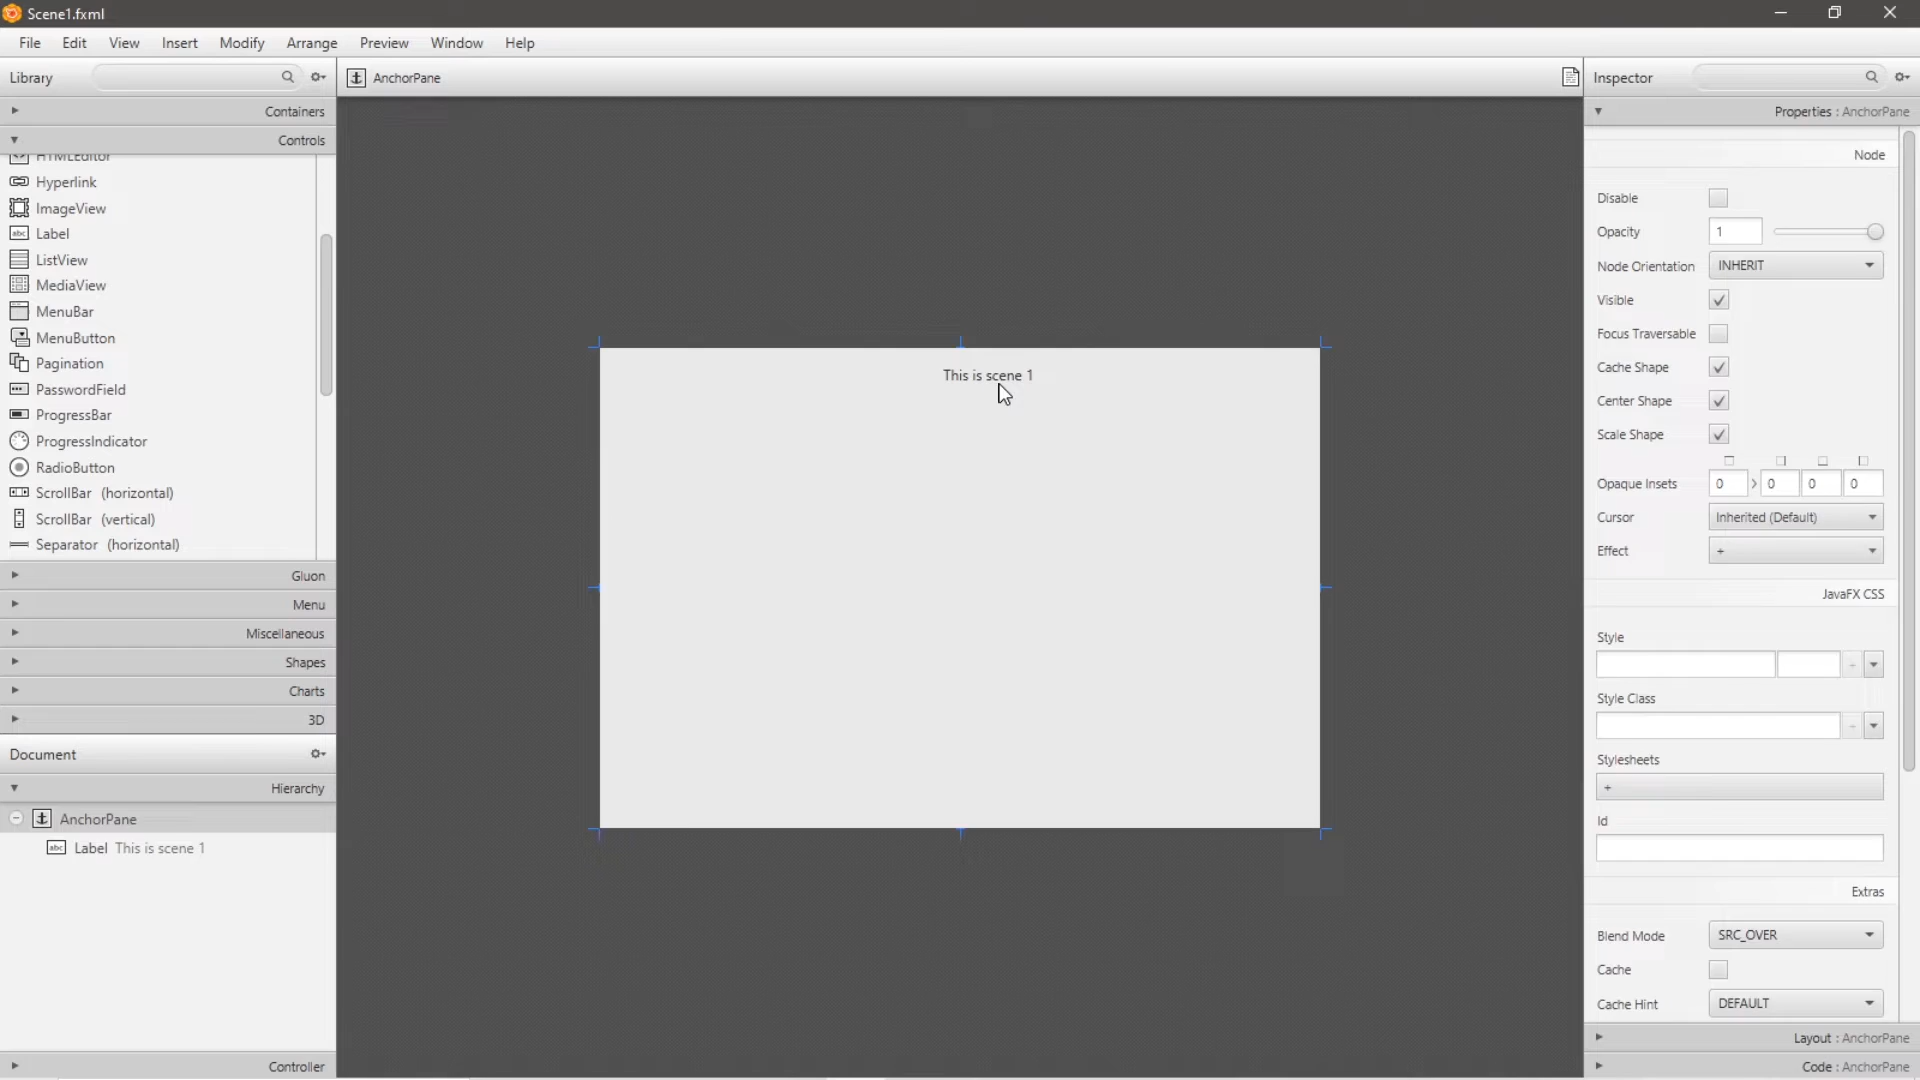 Scene1.fxml
File Edit View Insert Modify Arrange Preview Window Help
Library
AnchorPane
Inspector
Containers
Controls
HTMLEditor
Hyperlink
ImageView
Label
ListView
MediaView
MenuBar
MenuButton
Pagination
PasswordField
ProgressBar
ProgressIndicator
RadioButton
ScrollBar (horizontal)
ScrollBar (vertical)
Separator (horizontal)
Gluon
Menu
Miscellaneous
Shapes
Charts
3D
Document
Hierarchy
AnchorPane
abc Label This is scene 1
Controller
This is scene 1
Properties : AnchorPane
Node
Disable
Opacity 1
Node Orientation INHERIT
Visible
Focus Traversable
Cache Shape
Center Shape
Scale Shape
Opaque Insets 0 0 0 0
Cursor Inherited (Default)
Effect +
JavaFX CSS
Style
Style Class
Stylesheets
+
Id
Extras
Blend Mode SRC_OVER
Cache
Cache Hint DEFAULT
Layout : AnchorPane
Code : AnchorPane